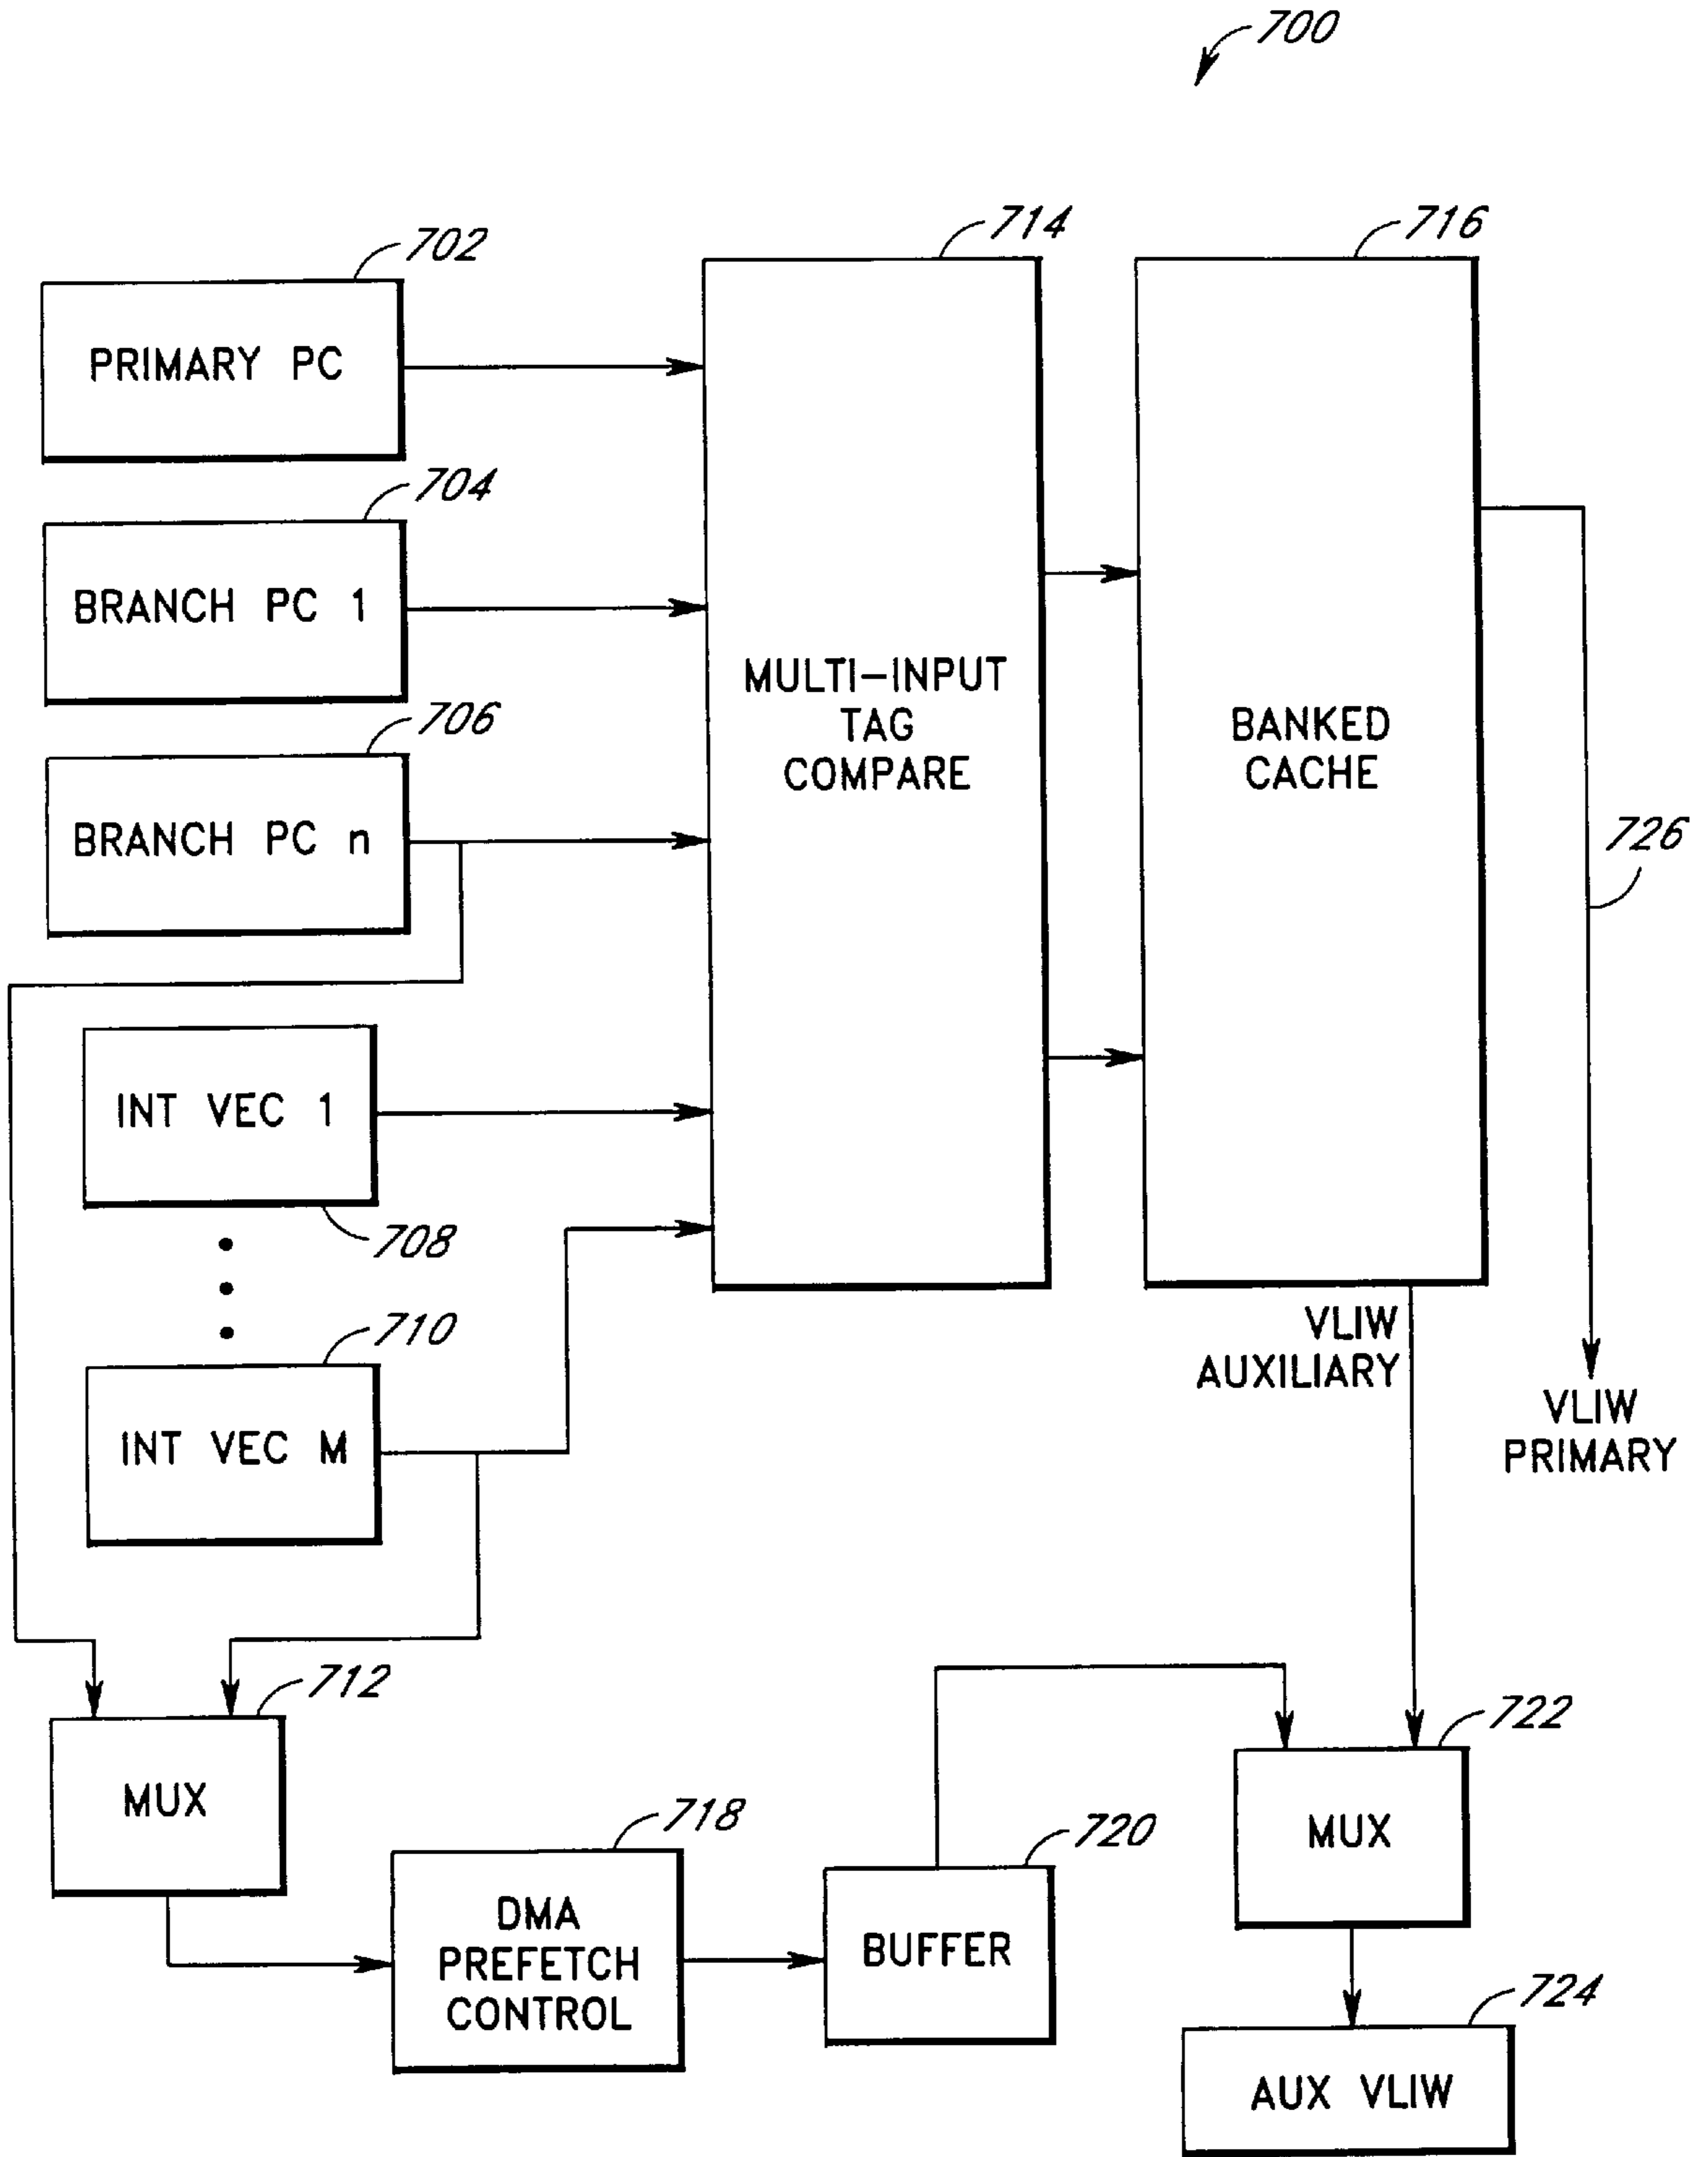 700
702
714
716
PRIMARY PC
704
BRANCH PC 1
MULTI-INPUT
TAG
COMPARE
BANKED
CACHE
706
BRANCH PC n
726
INT VEC 1
708
710
INT VEC M
VLIW
AUXILIARY
VLIW
PRIMARY
712
MUX
722
MUX
718
DMA
PREFETCH
CONTROL
720
BUFFER
724
AUX VLIW